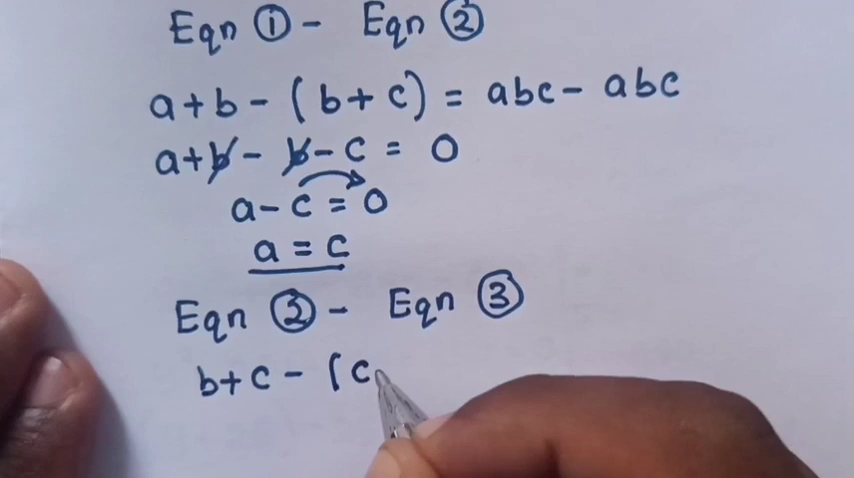 Eqn ① - Eqn ②
a+b - (b+c) = abc - abc
a+b - b - c = 0
a - c = 0
a = c
Eqn ② - Eqn ③
b+c - (c